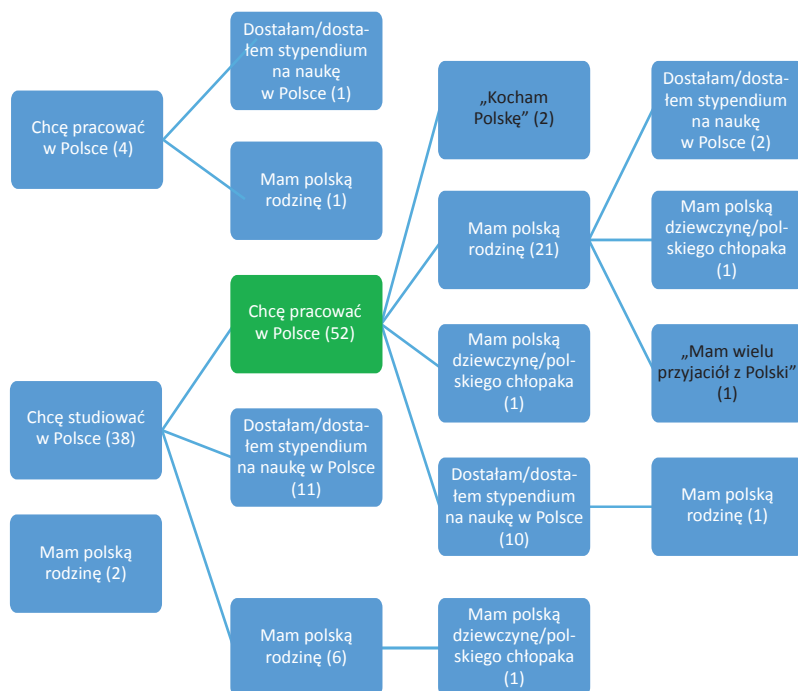 Chcę pracować
w Polsce (4)
Dostałam/dosta-
łem stypendium
na naukę
w Polsce (1)
Mam polską
rodzinę (1)
Chcę studiować
w Polsce (38)
Mam polską
rodzinę (2)
Chcę pracować
w Polsce (52)
Dostałam/dosta-
łem stypendium
na naukę w Polsce
(11)
Mam polską
rodzinę (6)
„Kocham
Polskę” (2)
Mam polską
rodzinę (21)
Mam polską
dziewczynę/pol-
skiego chłopaka
(1)
Dostałam/dosta-
łem stypendium
na naukę w Polsce
(10)
Mam polską
dziewczynę/pol-
skiego chłopaka
(1)
Dostałam/dosta-
łem stypendium
na naukę
w Polsce (2)
Mam polską
dziewczynę/pol-
skiego chłopaka
(1)
„Mam wielu
przyjaciół z Polski”
(1)
Mam polską
rodzinę (1)